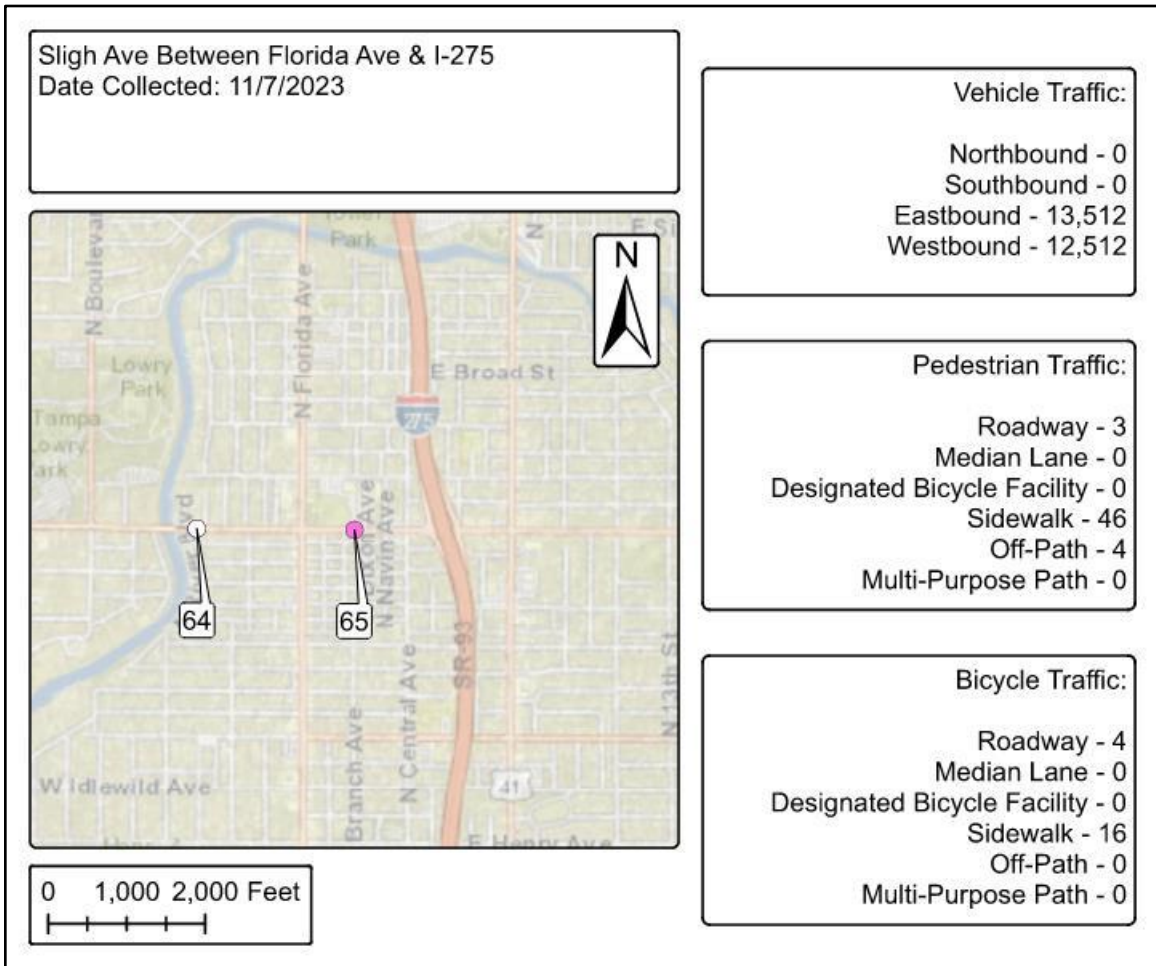 Sligh Ave Between Florida Ave & I-275
Date Collected: 11/7/2023
Vehicle Traffic:
Northbound - 0
Southbound - 0
Eastbound - 13,512
Westbound - 12,512
Pedestrian Traffic:
Roadway - 3
Median Lane - 0
Designated Bicycle Facility - 0
Sidewalk - 46
Off-Path - 4
Multi-Purpose Path - 0
Bicycle Traffic:
Roadway - 4
Median Lane - 0
Designated Bicycle Facility - 0
Sidewalk - 16
Off-Path - 0
Multi-Purpose Path - 0
Park
N
N
N Florida Ave
Lowry
Park
E Broad St
275
Tampa
N Navin Ave
64
65
SR-93
N 13th St
N Central Ave
Branch Ave
W Idlewild Ave
41
E Henry Ave
0 1,000 2,000 Feet